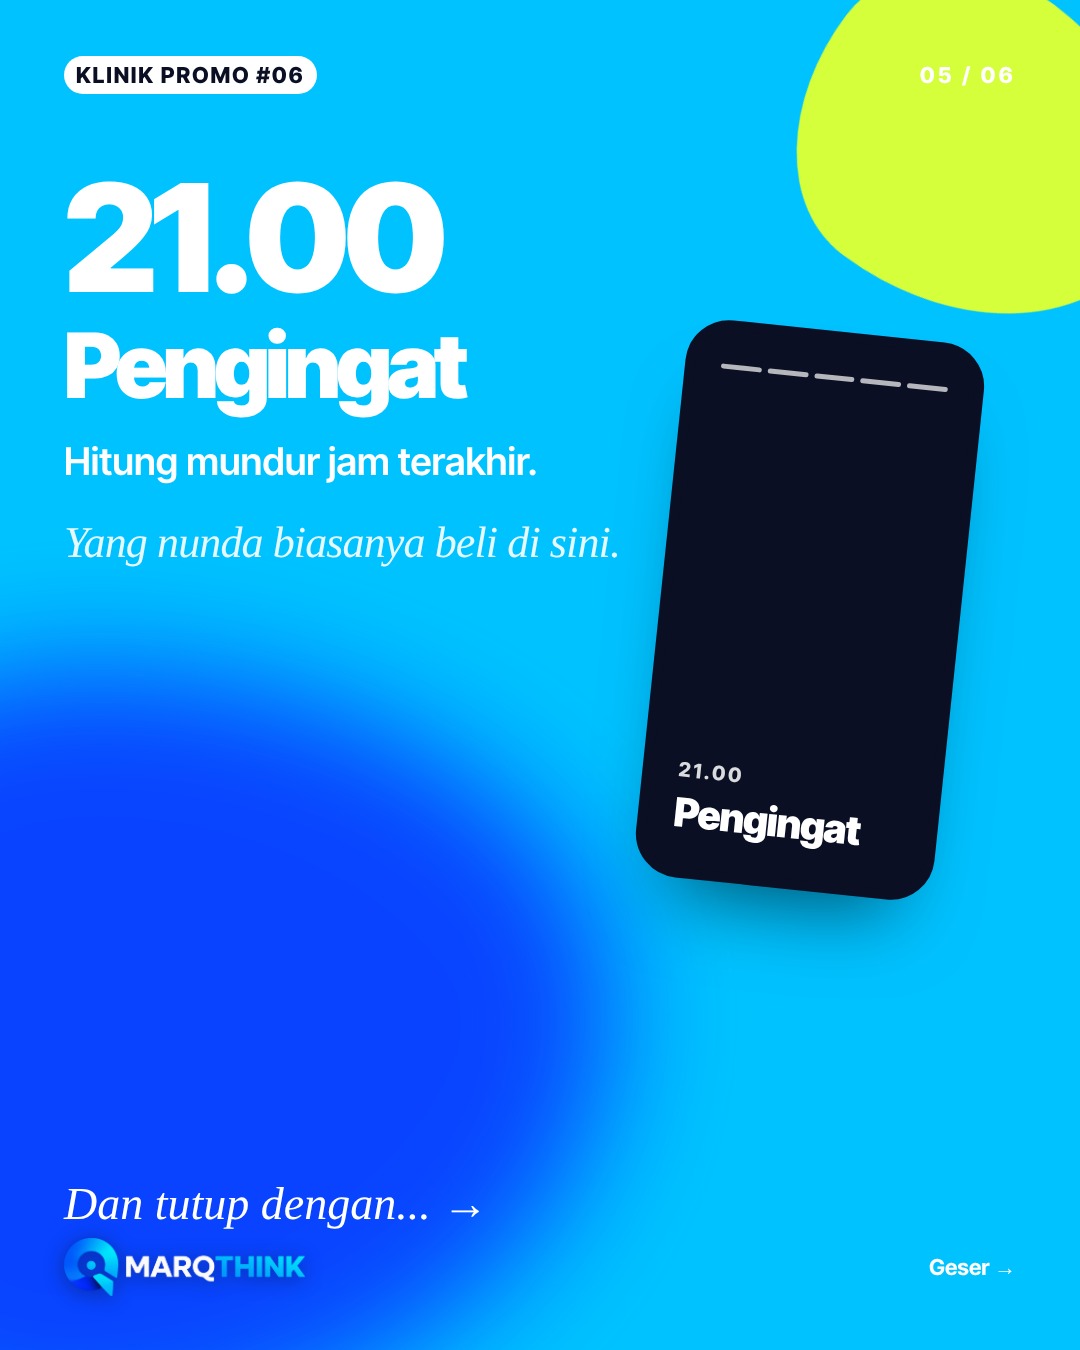 KLINIK PROMO #06
05 / 06
21.00
Pengingat
Hitung mundur jam terakhir.
Yang nunda biasanya beli di sini.
21.00
Pengingat
Dan tutup dengan... →
MARQTHINK
Geser →